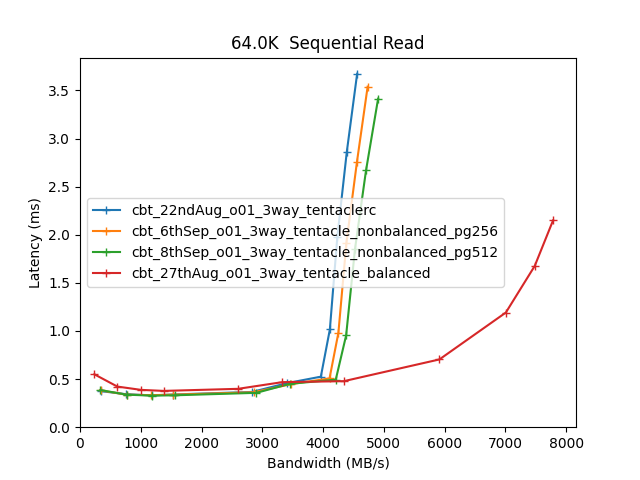 64.0K  Sequential Read
Latency (ms)
3.5
3.0
2.5
2.0
1.5
1.0
0.5
0.0
cbt_22ndAug_o01_3way_tentaclerc
cbt_6thSep_o01_3way_tentacle_nonbalanced_pg256
cbt_8thSep_o01_3way_tentacle_nonbalanced_pg512
cbt_27thAug_o01_3way_tentacle_balanced
0 1000 2000 3000 4000 5000 6000 7000 8000
Bandwidth (MB/s)